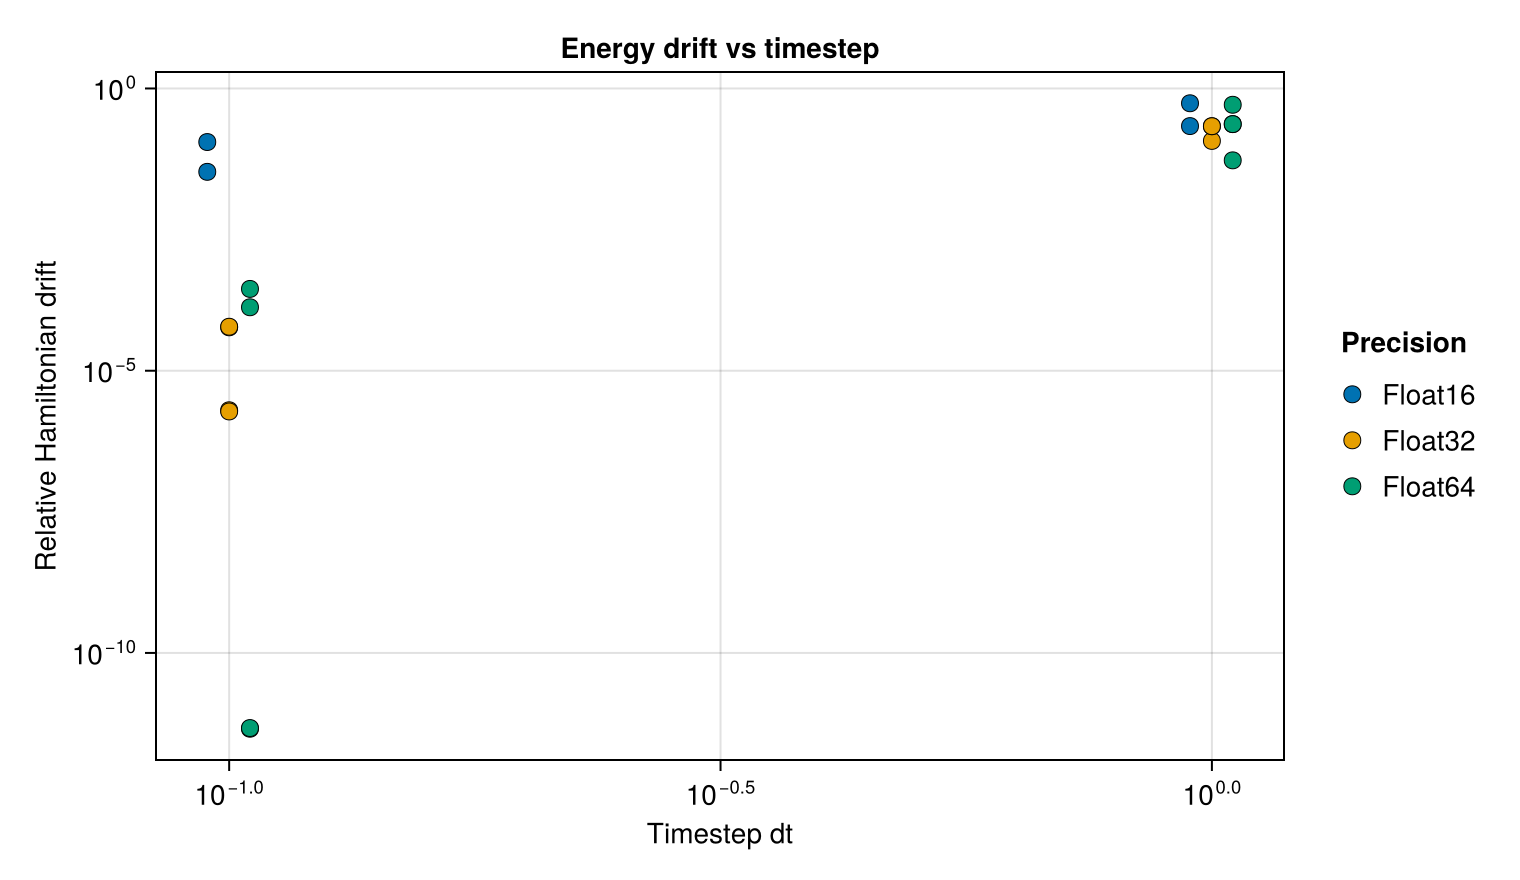 Energy drift vs timestep
10⁰
10⁻⁵
10⁻¹⁰
Relative Hamiltonian drift
10⁻¹·⁰
10⁻⁰·⁵
10⁰·⁰
Timestep dt
Precision
Float16
Float32
Float64